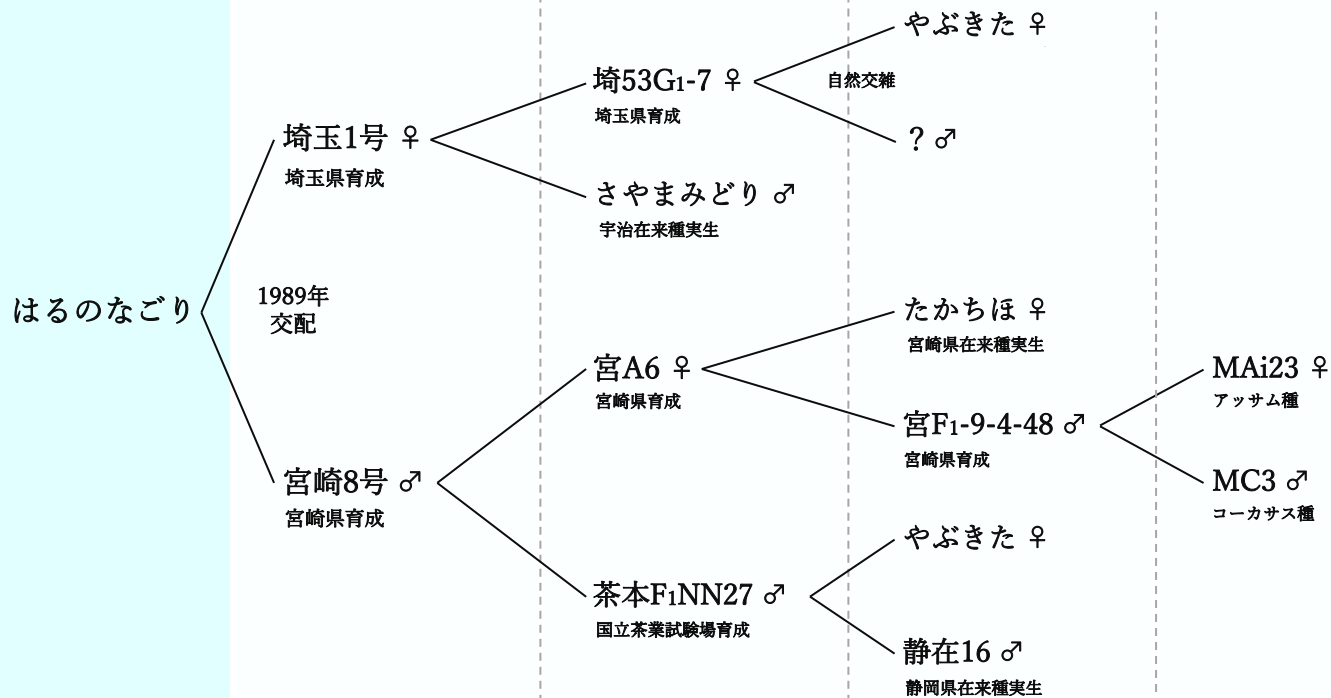 はるのなごり
1989年
交配
埼玉1号 ♀
埼玉県育成
宮崎8号 ♂
宮崎県育成
埼53G1-7 ♀
埼玉県育成
さやまみどり ♂
宇治在来種実生
宮A6 ♀
宮崎県育成
茶本F1NN27 ♂
国立茶業試験場育成
やぶきた ♀
自然交雑
？♂
たかちほ ♀
宮崎県在来種実生
宮F1-9-4-48 ♂
宮崎県育成
やぶきた ♀
静在16 ♂
静岡県在来種実生
MAi23 ♀
アッサム種
MC3 ♂
コーカサス種